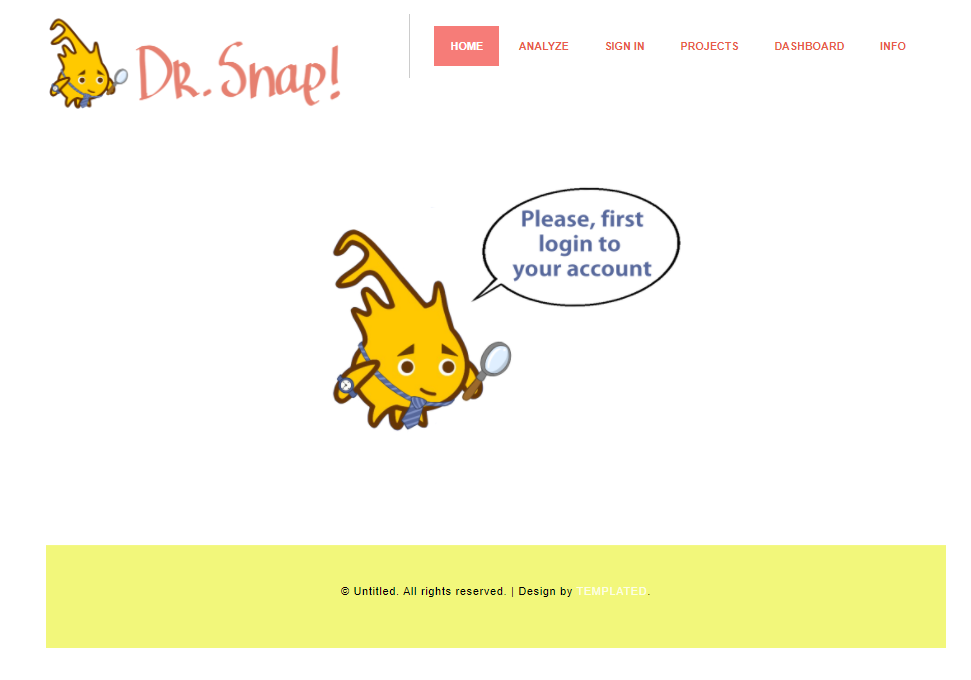 Dr. Snap!
HOME ANALYZE SIGN IN PROJECTS DASHBOARD INFO
Please, first
login to
your account
© Untitled. All rights reserved. | Design by TEMPLATED.